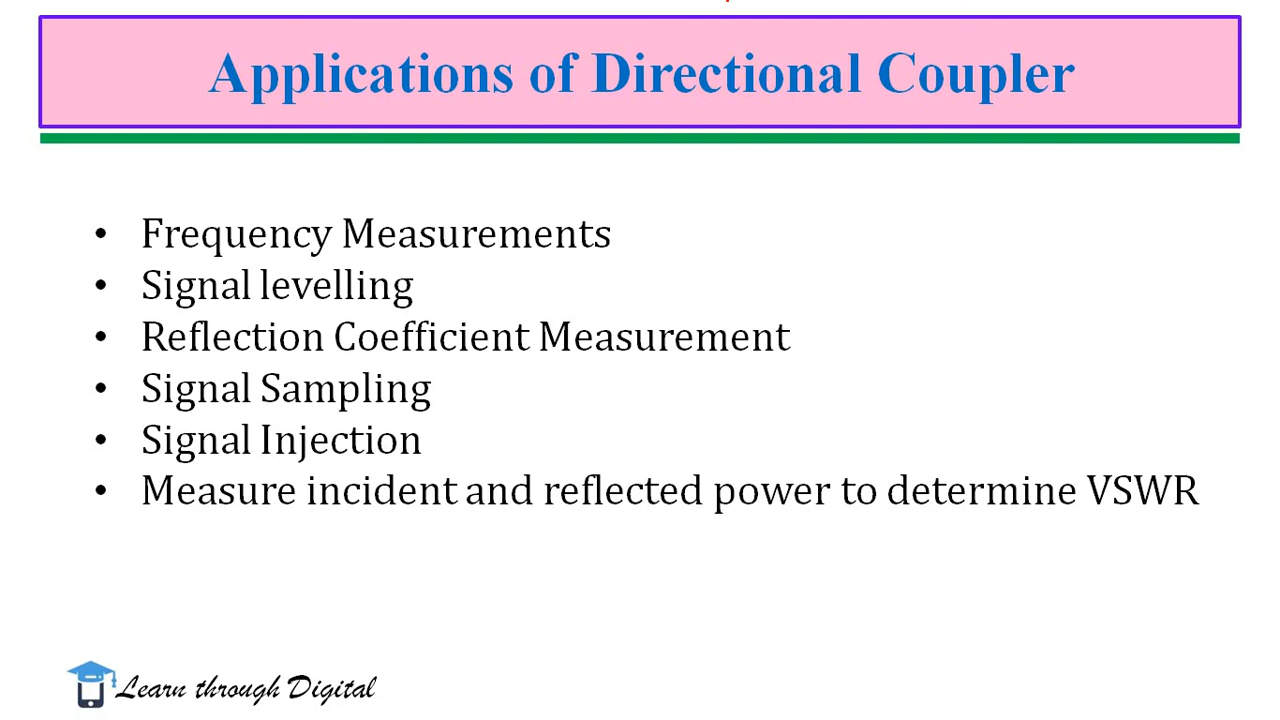 Applications of Directional Coupler
• Frequency Measurements
• Signal levelling
• Reflection Coefficient Measurement
• Signal Sampling
• Signal Injection
• Measure incident and reflected power to determine VSWR
Learn through Digital